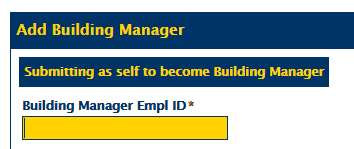 Add Building Manager
Submitting as self to become Building Manager
Building Manager Empl ID*